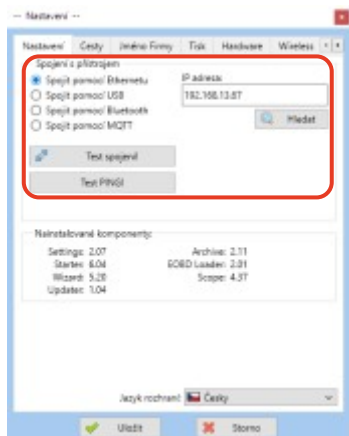 -- Nastavení --
Nastavení Cesty Jméno Firmy Tisk Hardware Wireless
Spojení s přístrojem
Spojit pomocí Ethernetu
Spojit pomocí USB
Spojit pomocí Bluetooth
Spojit pomocí MQTT
IP adresa:
192.168.13.67
Hledat
Test spojení!
Test PING!
Nainstalované komponenty:
Settings: 2.07 Archive: 2.11
Starter: 6.04 EOBD Loader: 2.01
Wizard: 5.20 Scope: 4.37
Updater: 1.04
Jazyk rozhraní Česky
Uložit Storno